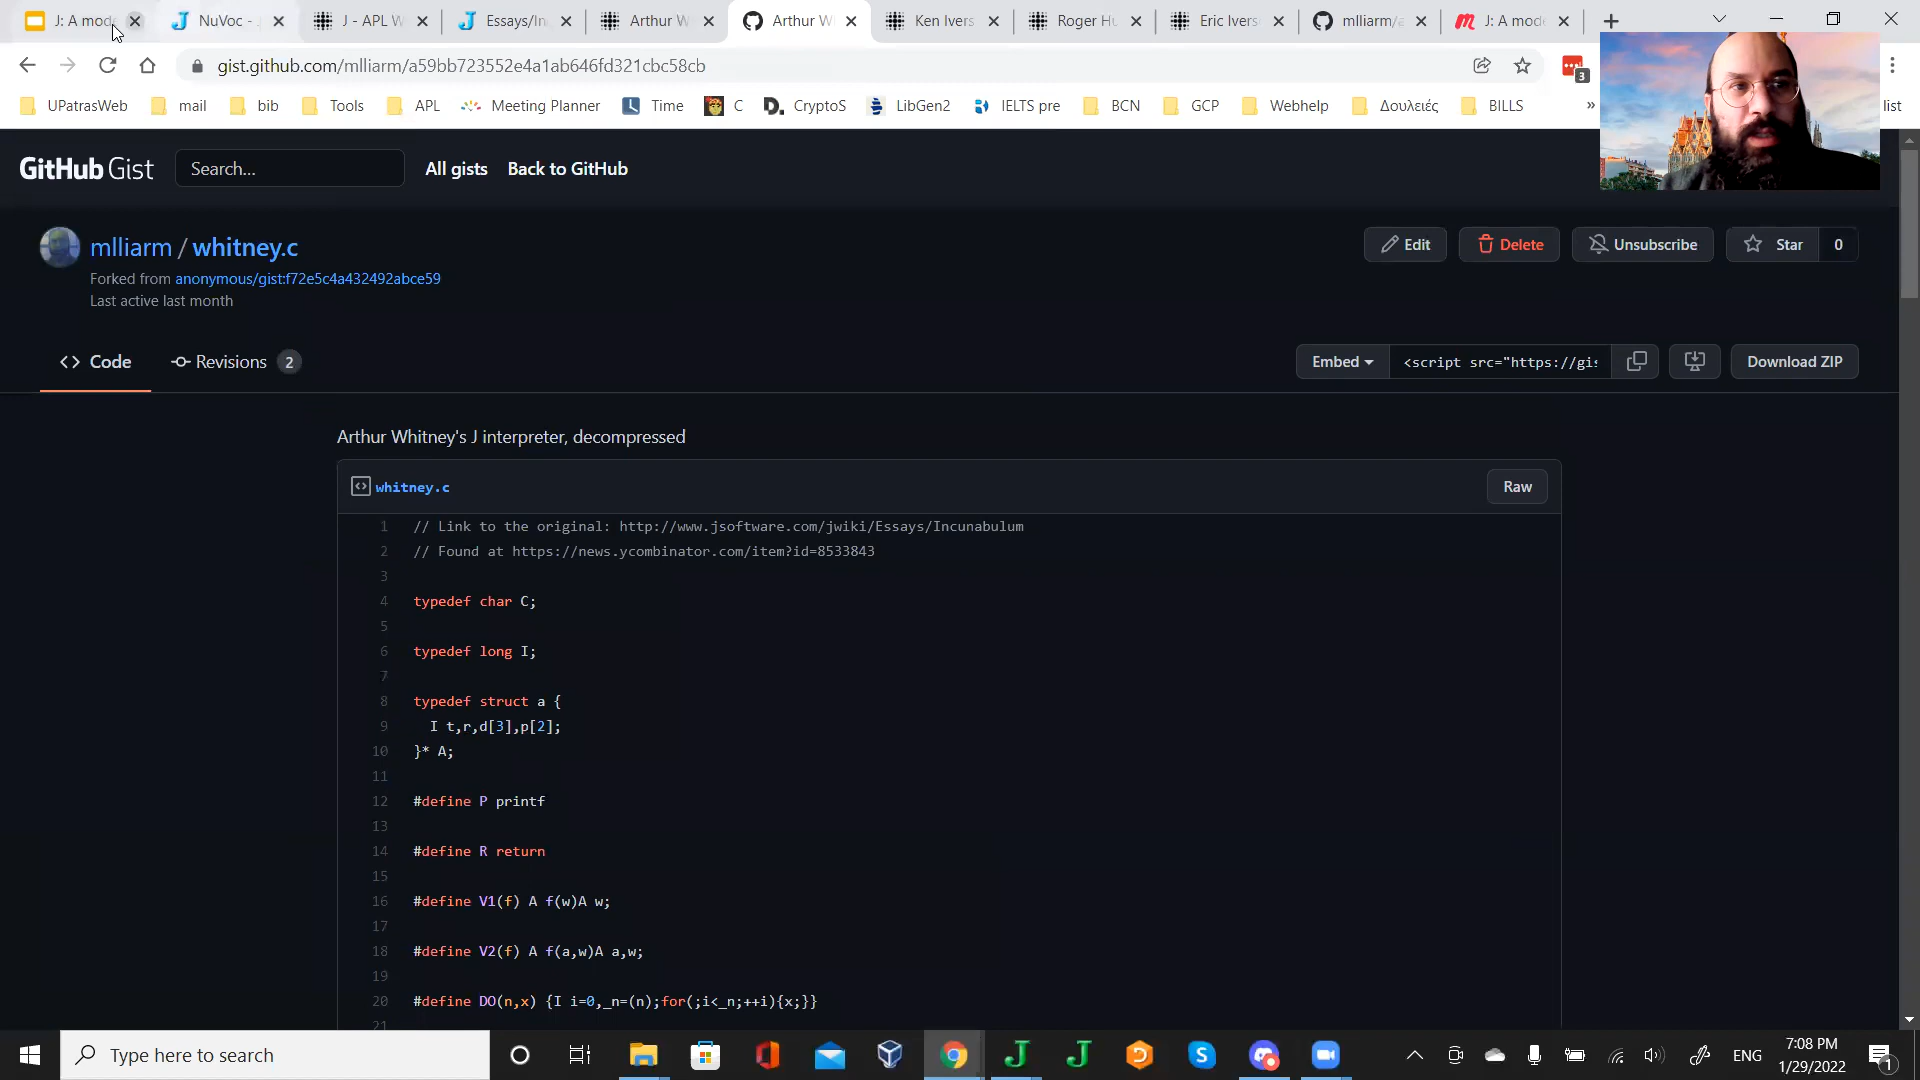 J: A mode
NuVoc -
J - APL W
Essays/In
Arthur W
Arthur W
Ken Ivers
Roger Hu
Eric Ivers
mlliarm/a
J: A mode
gist.github.com/mlliarm/a59bb723552e4a1ab646fd321cbc58cb
3
UPatrasWeb
mail
bib
Tools
APL
Meeting Planner
Time
C
CryptoS
LibGen2
IELTS pre
BCN
GCP
Webhelp
Δουλειές
BILLS
»
list
GitHub Gist
Search...
All gists
Back to GitHub
mlliarm / whitney.c
Edit
Delete
Unsubscribe
Star
0
Forked from anonymous/gist:f72e5c4a432492abce59
Last active last month
<> Code
Revisions 2
Embed
<script src="https://gis
Download ZIP
Arthur Whitney's J interpreter, decompressed
whitney.c
Raw
1 // Link to the original: http://www.jsoftware.com/jwiki/Essays/Incunabulum
2 // Found at https://news.ycombinator.com/item?id=8533843
3
4 typedef char C;
5
6 typedef long I;
7
8 typedef struct a {
9 I t,r,d[3],p[2];
10 }* A;
11
12 #define P printf
13
14 #define R return
15
16 #define V1(f) A f(w)A w;
17
18 #define V2(f) A f(a,w)A a,w;
19
20 #define DO(n,x) {I i=0,_n=(n);for(;i<_n;++i){x;}}
21
Type here to search
ENG
7:08 PM
1/29/2022
1